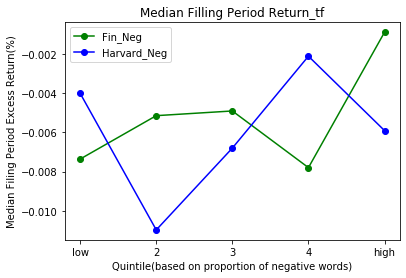 Median Filling Period Return_tf
Fin_Neg
Harvard_Neg
Median Filing Period Excess Return(%)
−0.002
−0.004
−0.006
−0.008
−0.010
low
2
3
4
high
Quintile(based on proportion of negative words)